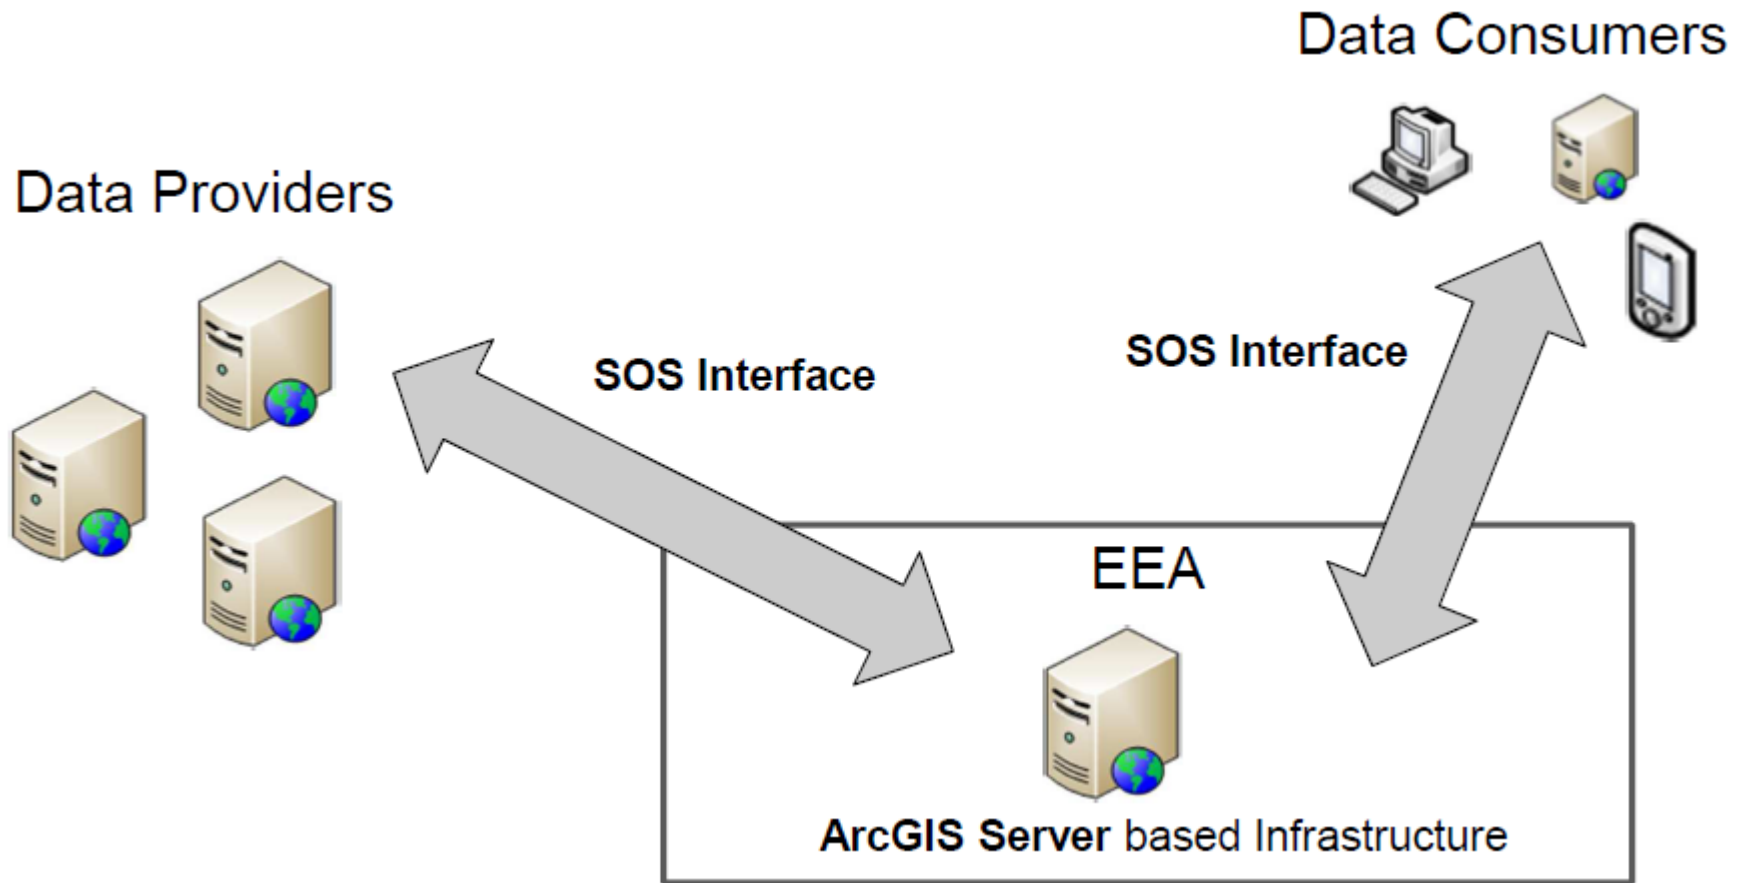 Data Consumers
Data Providers
SOS Interface
SOS Interface
EEA
ArcGIS Server based Infrastructure